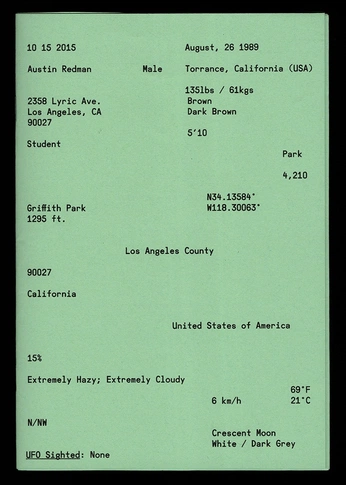 10 15 2015 August, 26 1989
Austin Redman Male Torrance, California (USA)
135lbs / 61kgs
2358 Lyric Ave. Brown
Los Angeles, CA Dark Brown
90027
5'10
Student
Park
4,210
N34.13584°
Griffith Park W118.30063°
1295 ft.
Los Angeles County
90027
California
United States of America
15%
Extremely Hazy; Extremely Cloudy
69°F
6 km/h 21°C
N/NW
Crescent Moon
White / Dark Grey
UFO Sighted: None